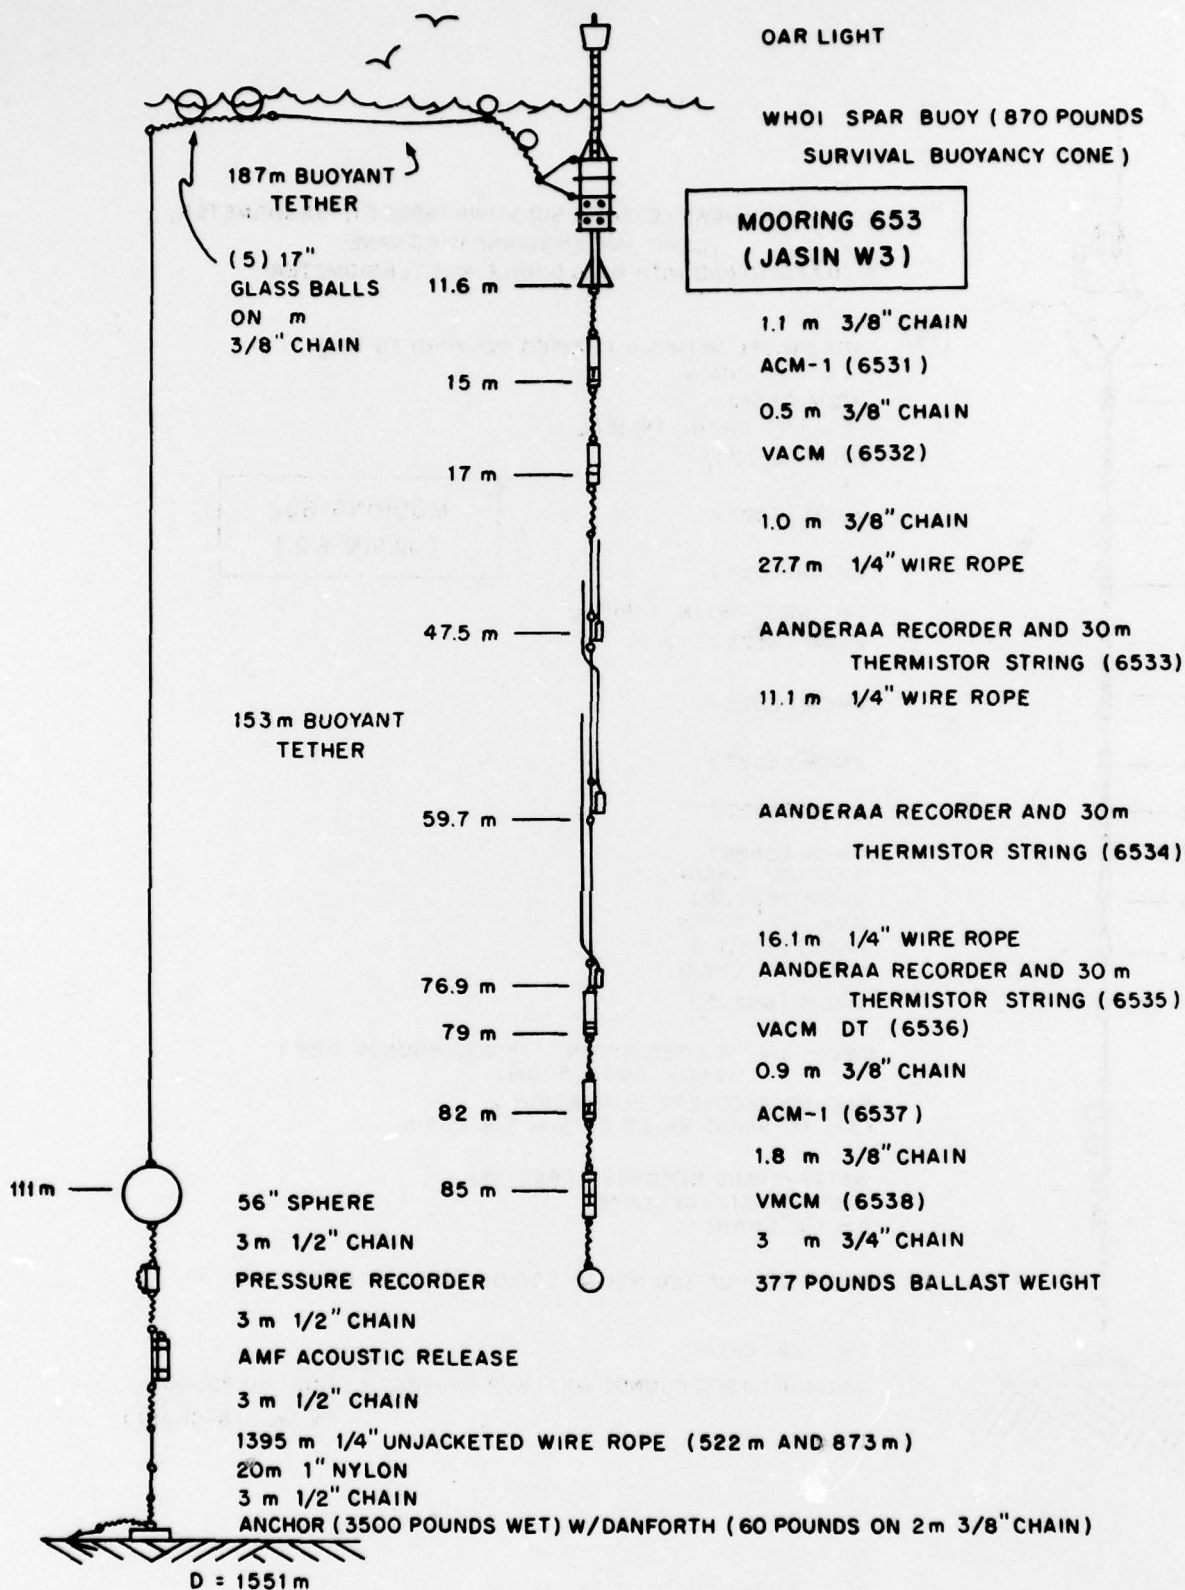 OAR LIGHT
WHOI SPAR BUOY (870 POUNDS
SURVIVAL BUOYANCY CONE)
187m BUOYANT
TETHER
MOORING 653
(JASIN W3)
(5) 17"
GLASS BALLS
ON m
3/8" CHAIN
11.6 m
1.1 m 3/8" CHAIN
ACM-1 (6531)
15 m
0.5 m 3/8" CHAIN
VACM (6532)
17 m
1.0 m 3/8" CHAIN
27.7 m 1/4" WIRE ROPE
47.5 m
AANDERAA RECORDER AND 30m
THERMISTOR STRING (6533)
11.1 m 1/4" WIRE ROPE
153m BUOYANT
TETHER
59.7 m
AANDERAA RECORDER AND 30m
THERMISTOR STRING (6534)
16.1 m 1/4" WIRE ROPE
76.9 m
AANDERAA RECORDER AND 30 m
THERMISTOR STRING (6535)
79 m
VACM DT (6536)
0.9 m 3/8" CHAIN
82 m
ACM-1 (6537)
1.8 m 3/8" CHAIN
85 m
VMCM (6538)
3 m 3/4" CHAIN
377 POUNDS BALLAST WEIGHT
111 m
56" SPHERE
3m 1/2" CHAIN
PRESSURE RECORDER
3 m 1/2" CHAIN
AMF ACOUSTIC RELEASE
3 m 1/2" CHAIN
1395 m 1/4" UNJACKETED WIRE ROPE (522 m AND 873 m)
20m 1" NYLON
3 m 1/2" CHAIN
ANCHOR (3500 POUNDS WET) W/DANFORTH (60 POUNDS ON 2m 3/8" CHAIN)
D = 1551 m